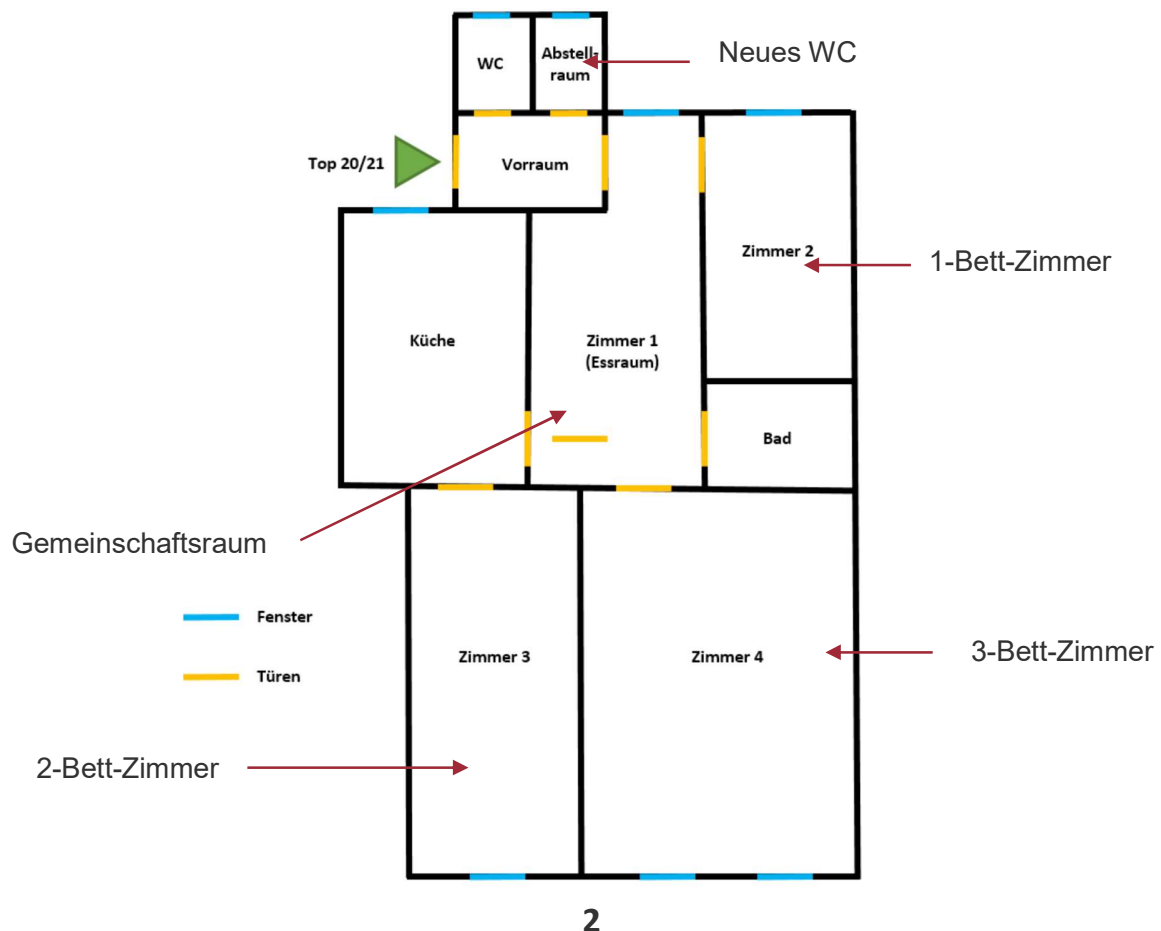 WC
Abstell-
raum
Neues WC
Top 20/21
Vorraum
Zimmer 2
1-Bett-Zimmer
Küche
Zimmer 1
(Essraum)
Bad
Gemeinschaftsraum
Fenster
Türen
Zimmer 3
Zimmer 4
3-Bett-Zimmer
2-Bett-Zimmer
2